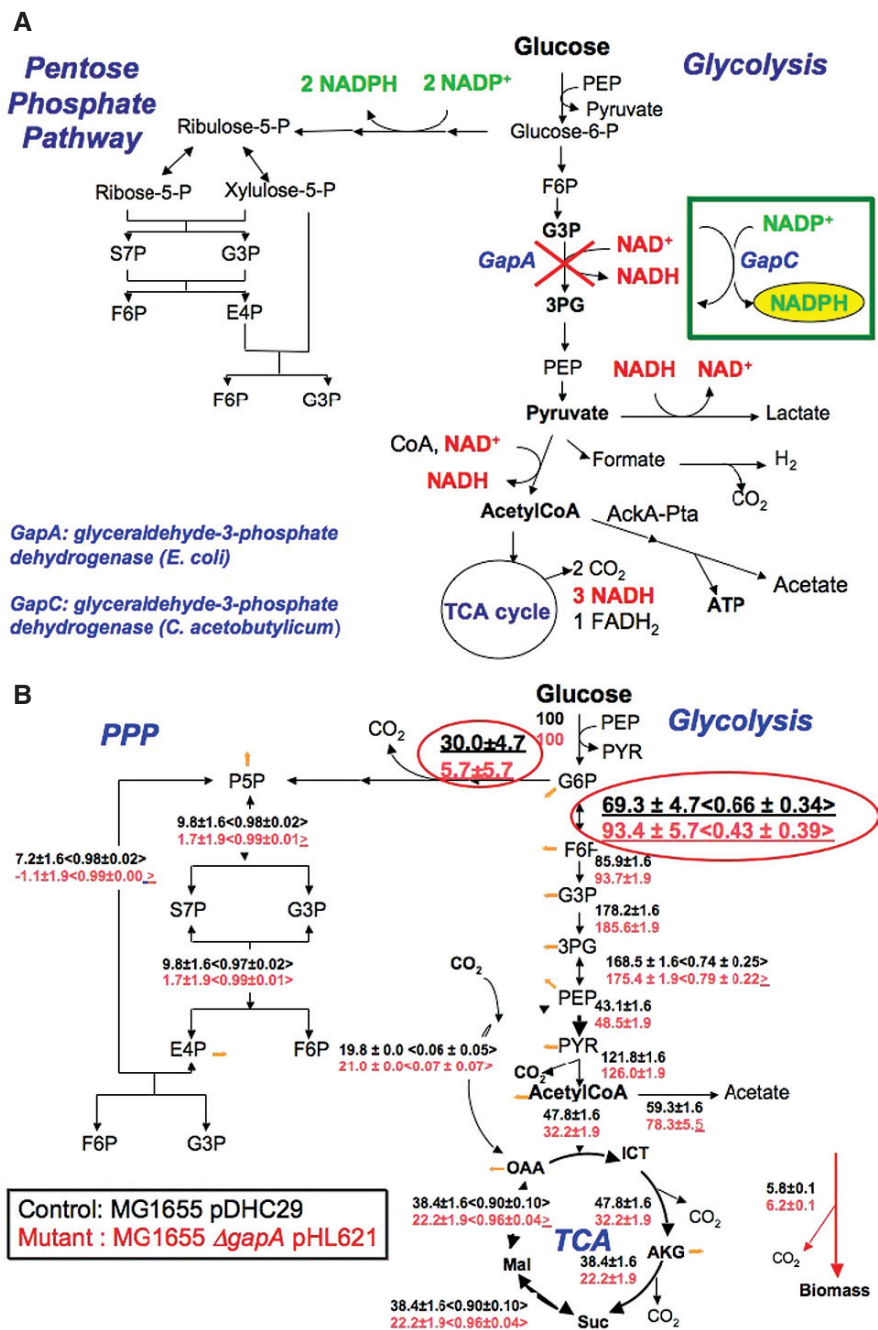 A
Pentose
Phosphate
Pathway
Glucose
Glycolysis
2 NADPH
2 NADP+
PEP
Pyruvate
Ribulose-5-P
Glucose-6-P
Ribose-5-P
Xylulose-5-P
F6P
S7P
G3P
G3P
GapA
NAD+
NADH
NADP+
GapC
NADPH
F6P
E4P
3PG
F6P
G3P
PEP
NADH
NAD+
Pyruvate
Lactate
CoA, NAD+
NADH
Formate
H2
CO2
AcetylCoA
AckA-Pta
GapA: glyceraldehyde-3-phosphate
dehydrogenase (E. coli)
GapC: glyceraldehyde-3-phosphate
dehydrogenase (C. acetobutylicum)
TCA cycle
2 CO2
3 NADH
1 FADH2
ATP
Acetate
B
PPP
Glucose
Glycolysis
CO2
30.0±4.7
5.7±5.7
100
100
PEP
PYR
P5P
G6P
69.3 ± 4.7<0.66 ± 0.34>
93.4 ± 5.7<0.43 ± 0.39>
9.8±1.6<0.98±0.02>
1.7±1.9<0.99±0.01>
7.2±1.6<0.98±0.02>
-1.1±1.9<0.99±0.00>
F6P
85.9±1.6
93.7±1.9
S7P
G3P
G3P
178.2±1.6
185.6±1.9
9.8±1.6<0.97±0.02>
1.7±1.9<0.99±0.01>
CO2
3PG
168.5 ± 1.6<0.74 ± 0.25>
175.4 ± 1.9<0.79 ± 0.22>
PEP
43.1±1.6
48.5±1.9
E4P
F6P
19.8 ± 0.0 <0.06 ± 0.05>
21.0 ± 0.0<0.07 ± 0.07>
PYR
121.8±1.6
126.0±1.9
CO2
AcetylCoA
59.3±1.6
78.3±5.5
Acetate
47.8±1.6
32.2±1.9
F6P
G3P
OAA
ICT
Control: MG1655 pDHC29
Mutant : MG1655 ΔgapA pHL621
38.4±1.6<0.90±0.10>
22.2±1.9<0.96±0.04>
47.8±1.6
32.2±1.9
CO2
TCA
5.8±0.1
6.2±0.1
CO2
Biomass
Mal
38.4±1.6
22.2±1.9
AKG
38.4±1.6<0.90±0.10>
22.2±1.9<0.96±0.04>
Suc
CO2